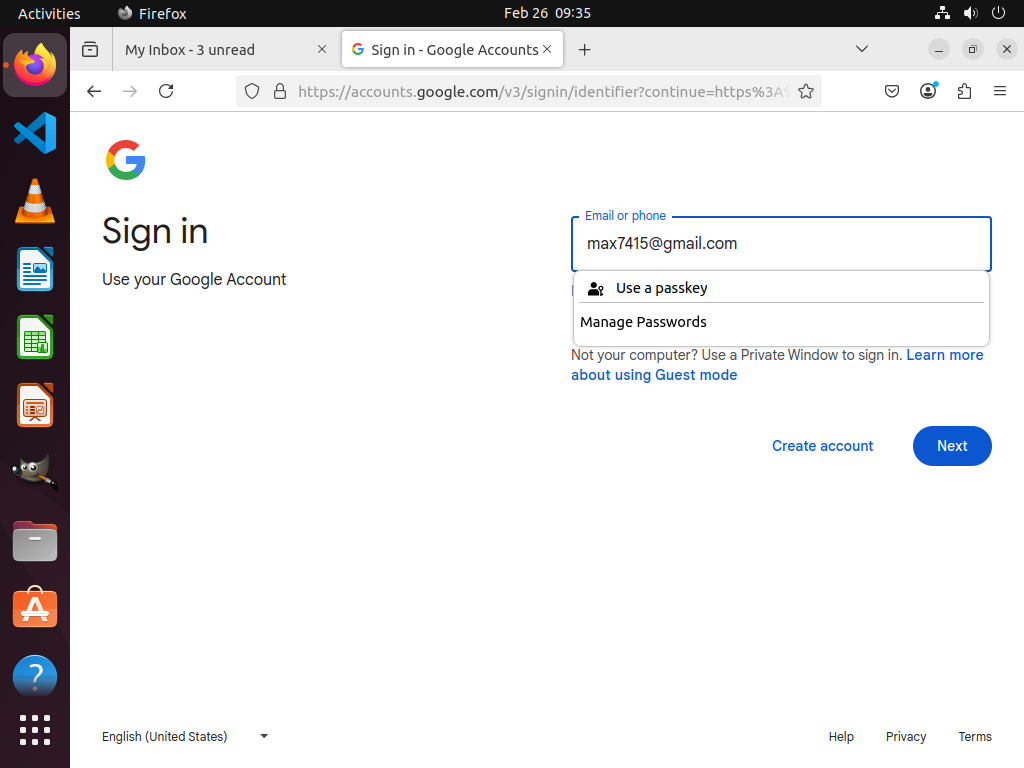 Activities
Firefox
Feb 26 09:35
My Inbox - 3 unread
Sign in - Google Accounts
https://accounts.google.com/v3/signin/identifier?continue=https%3A%
Sign in
Use your Google Account
Email or phone
max7415@gmail.com
Use a passkey
Manage Passwords
Not your computer? Use a Private Window to sign in. Learn more
about using Guest mode
Create account
Next
English (United States)
Help
Privacy
Terms